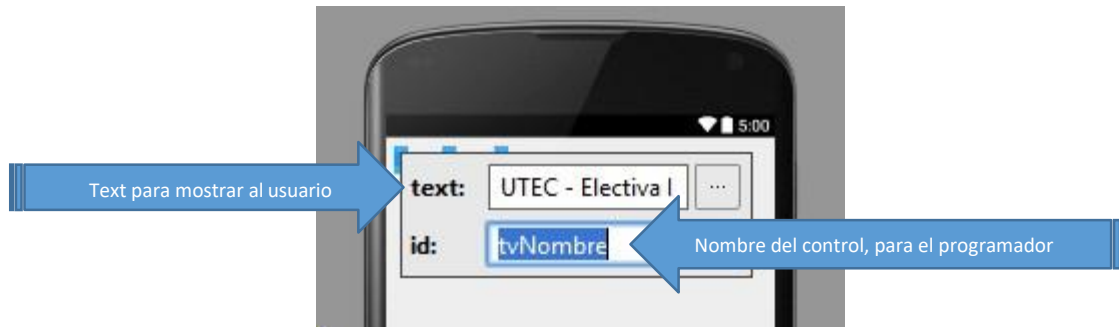 5:00
Text para mostrar al usuario
text: UTEC - Electiva I ...
id: tvNombre
Nombre del control, para el programador